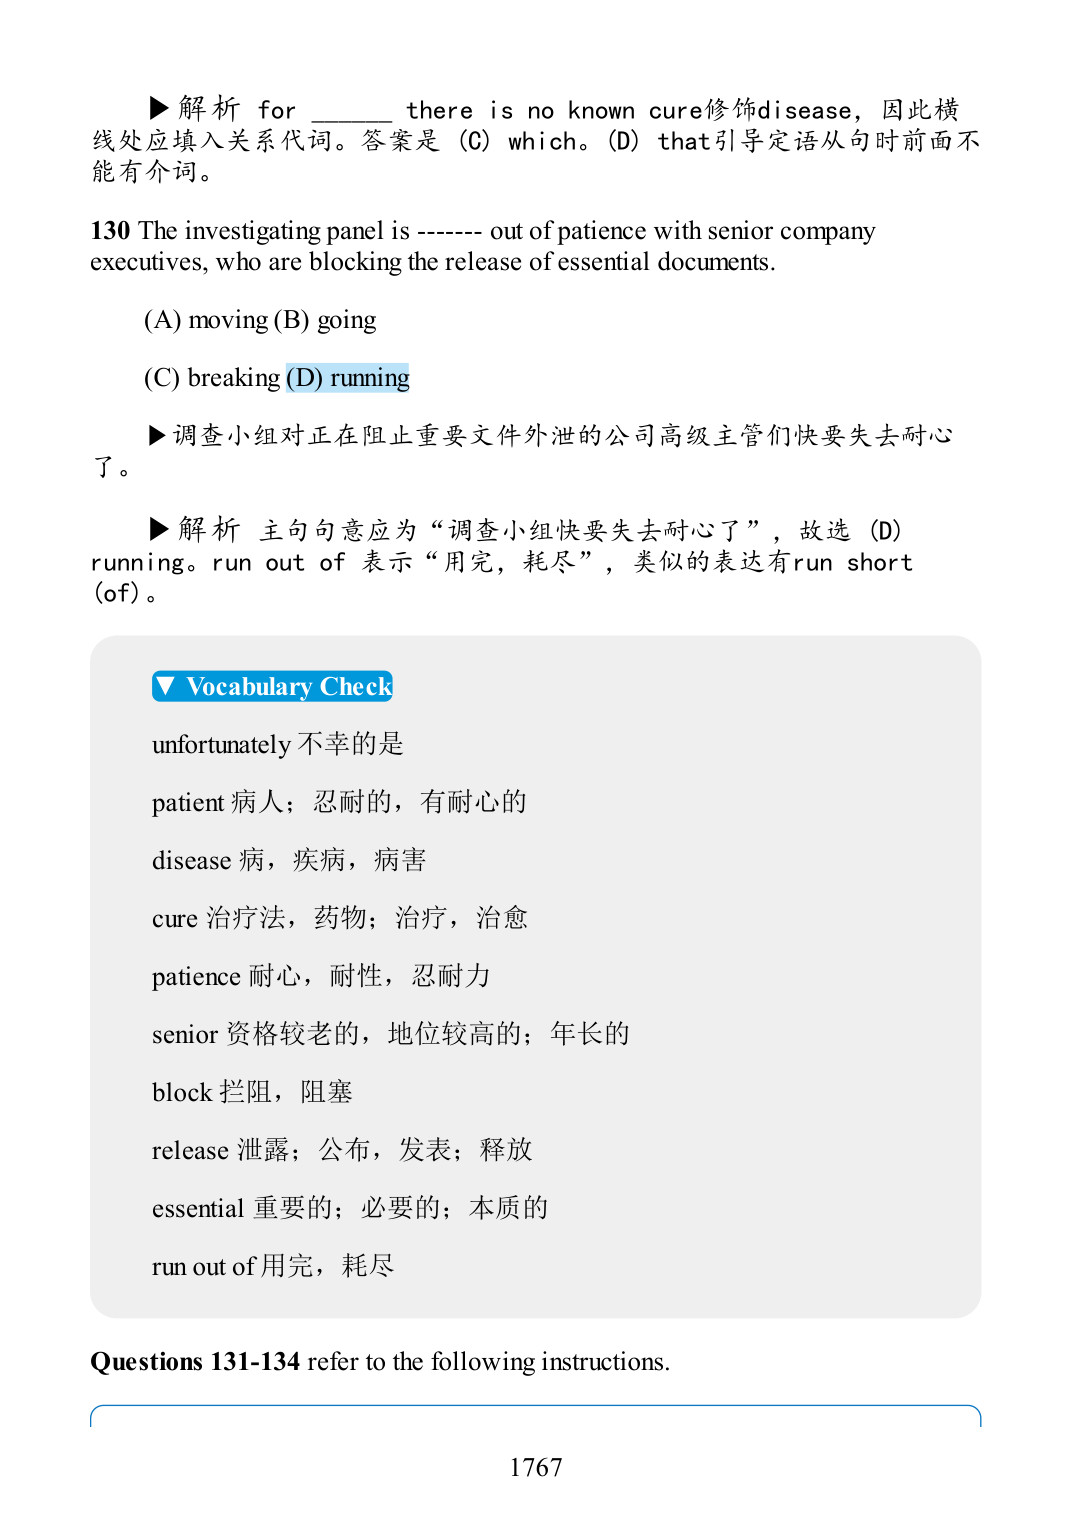 ▶解析 for ______ there is no known cure修饰disease，因此横
线处应填入关系代词。答案是 (C) which。(D) that引导定语从句时前面不
能有介词。
130 The investigating panel is ------- out of patience with senior company
executives, who are blocking the release of essential documents.
(A) moving (B) going
(C) breaking (D) running
▶调查小组对正在阻止重要文件外泄的公司高级主管们快要失去耐心
了。
▶解析 主句句意应为“调查小组快要失去耐心了”，故选 (D)
running。run out of 表示“用完，耗尽”，类似的表达有run short
(of)。
▼ Vocabulary Check
unfortunately 不幸的是
patient 病人；忍耐的，有耐心的
disease 病，疾病，病害
cure 治疗法，药物；治疗，治愈
patience 耐心，耐性，忍耐力
senior 资格较老的，地位较高的；年长的
block 拦阻，阻塞
release 泄露；公布，发表；释放
essential 重要的；必要的；本质的
run out of 用完，耗尽
Questions 131-134 refer to the following instructions.
1767